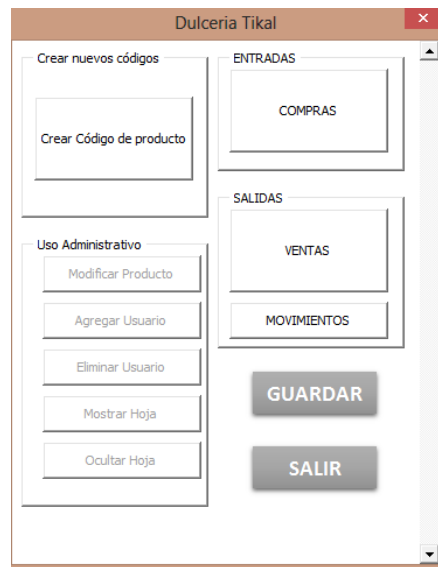 Dulceria Tikal
Crear nuevos códigos
Crear Código de producto
Uso Administrativo
Modificar Producto
Agregar Usuario
Eliminar Usuario
Mostrar Hoja
Ocultar Hoja
ENTRADAS
COMPRAS
SALIDAS
VENTAS
MOVIMIENTOS
GUARDAR
SALIR